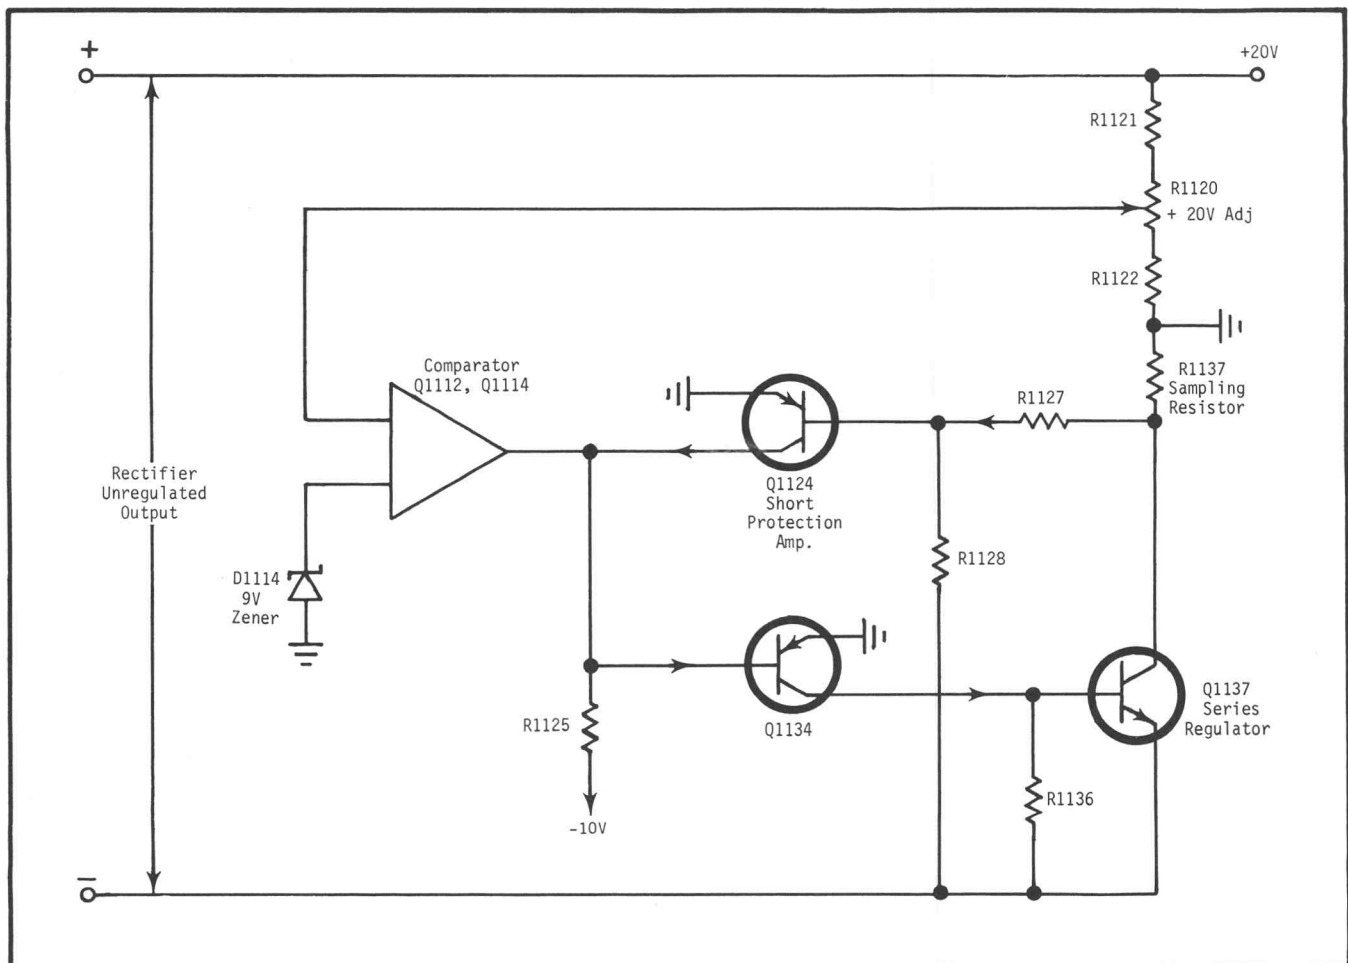 +
+20V
R1121
R1120
+ 20V Adj
R1122
Comparator
Q1112, Q1114
R1137
Sampling
Resistor
R1127
Rectifier
Unregulated
Output
Q1124
Short
Protection
Amp.
R1128
D1114
9V
Zener
Q1137
Series
Regulator
R1125
Q1134
R1136
-10V
−